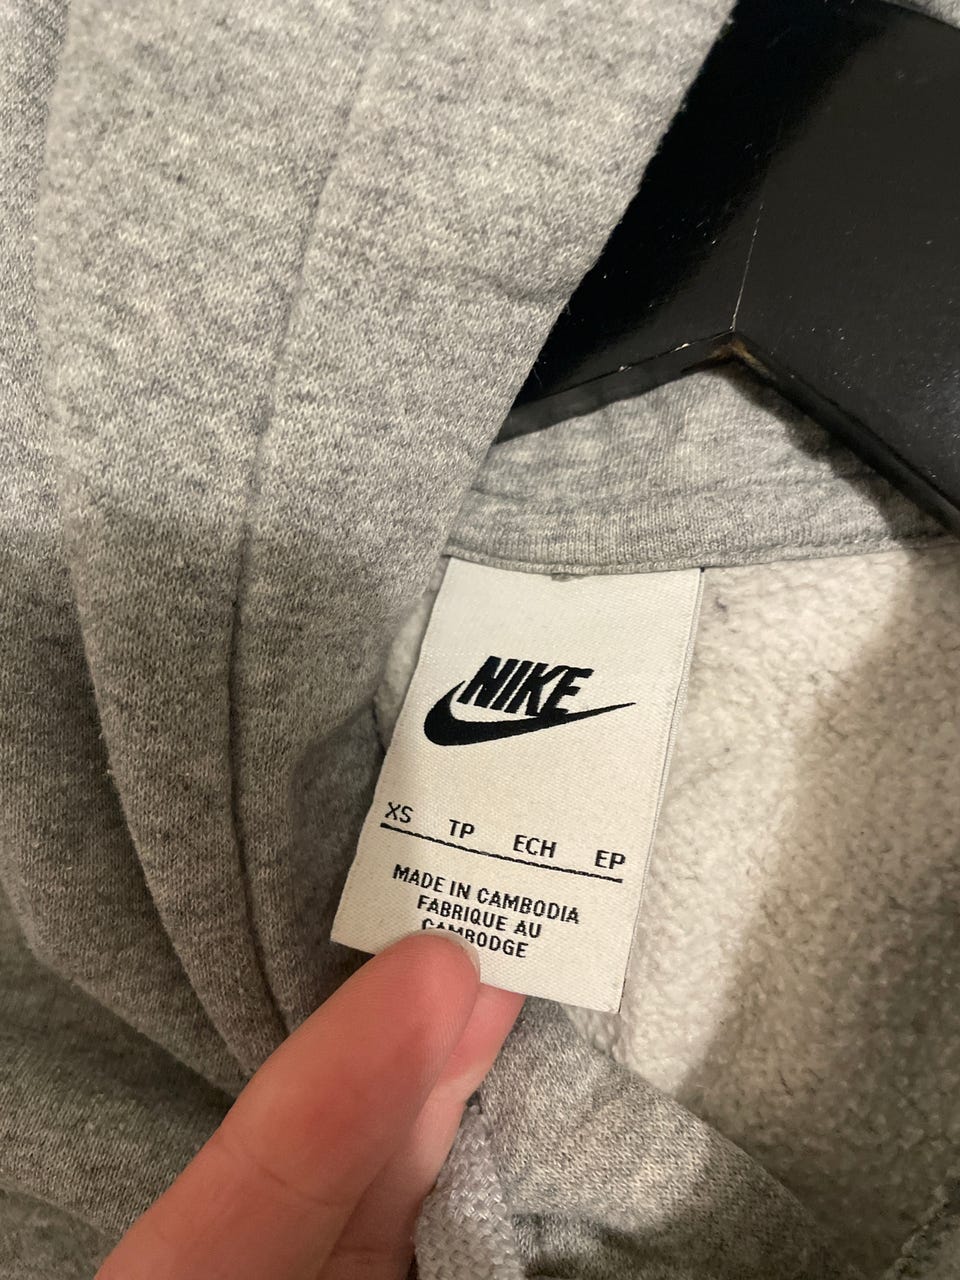 NIKE
XS TP ECH EP
MADE IN CAMBODIA
FABRIQUE AU
CAMBODGE